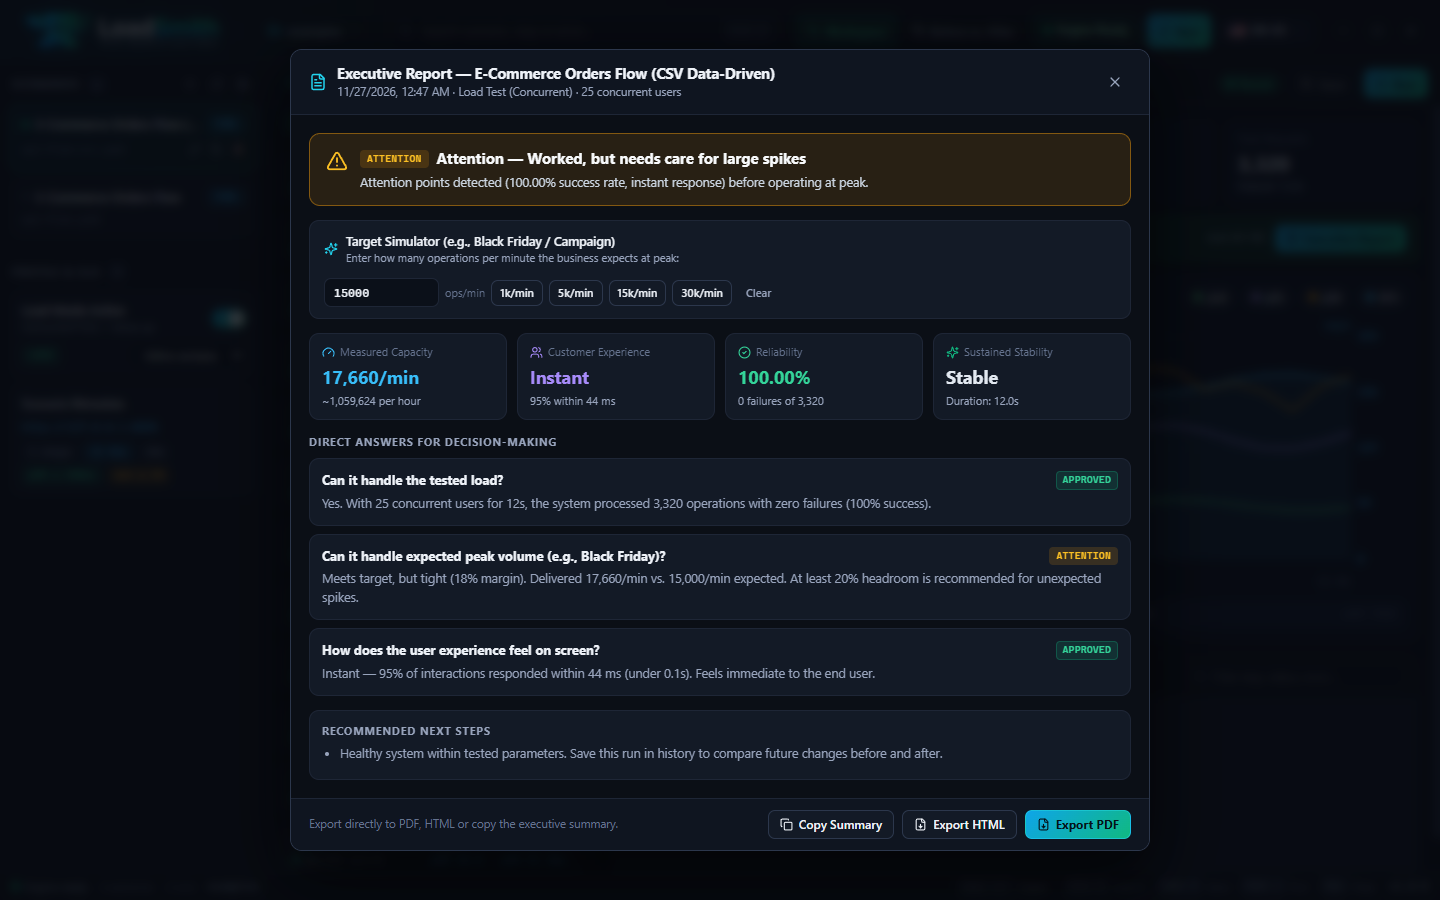 Executive Report — E-Commerce Orders Flow (CSV Data-Driven)
11/27/2026, 12:47 AM · Load Test (Concurrent) · 25 concurrent users
ATTENTION Attention — Worked, but needs care for large spikes
Attention points detected (100.00% success rate, instant response) before operating at peak.
Target Simulator (e.g., Black Friday / Campaign)
Enter how many operations per minute the business expects at peak:
15000 ops/min 1k/min 5k/min 15k/min 30k/min Clear
Measured Capacity
17,660/min
~1,059,624 per hour
Customer Experience
Instant
95% within 44 ms
Reliability
100.00%
0 failures of 3,320
Sustained Stability
Stable
Duration: 12.0s
DIRECT ANSWERS FOR DECISION-MAKING
Can it handle the tested load? APPROVED
Yes. With 25 concurrent users for 12s, the system processed 3,320 operations with zero failures (100% success).
Can it handle expected peak volume (e.g., Black Friday)? ATTENTION
Meets target, but tight (18% margin). Delivered 17,660/min vs. 15,000/min expected. At least 20% headroom is recommended for unexpected
spikes.
How does the user experience feel on screen? APPROVED
Instant — 95% of interactions responded within 44 ms (under 0.1s). Feels immediate to the end user.
RECOMMENDED NEXT STEPS
• Healthy system within tested parameters. Save this run in history to compare future changes before and after.
Export directly to PDF, HTML or copy the executive summary.
Copy Summary Export HTML Export PDF